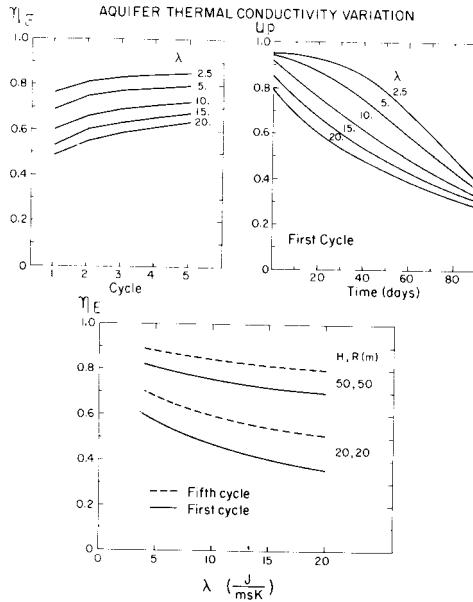 AQUIFER THERMAL CONDUCTIVITY VARIATION
ηE
1.0
0.8
0.6
0.4
0.2
0
λ
2.5
5.
10.
15.
20.
1 2 3 4 5
Cycle
up
1.0
0.8
0.6
0.4
0.2
0
λ
2.5
5.
10.
15.
20.
First Cycle
20 40 60 80
Time (days)
ηE
1.0
0.8
0.6
0.4
0.2
0
H, R (m)
50,50
20,20
Fifth cycle
First cycle
0 5 10 15 20
λ (J/msK)